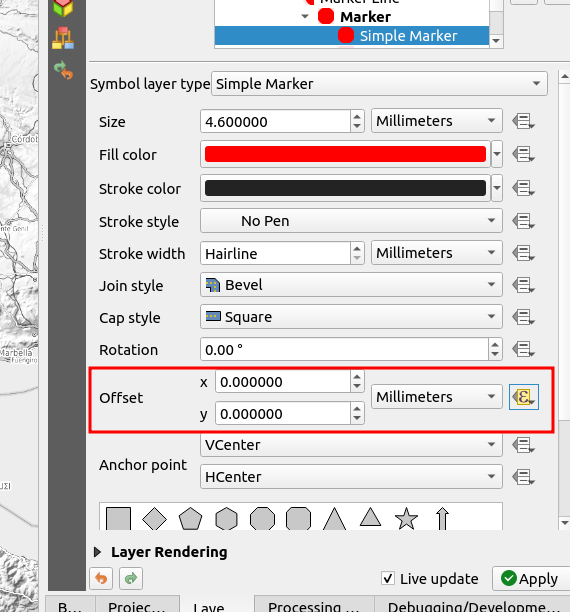 Marker Line
Marker
Simple Marker
Symbol layer type Simple Marker
Size 4.600000 Millimeters
Fill color
Stroke color
Stroke style No Pen
Stroke width Hairline Millimeters
Join style Bevel
Cap style Square
Rotation 0.00 °
x 0.000000
Offset Millimeters ε
y 0.000000
VCenter
Anchor point
HCenter
Layer Rendering
Live update Apply
B… Projec… Laye Processing … Debugging/Developme…
Córdob
nte Genil
Marbella
Fuengiro